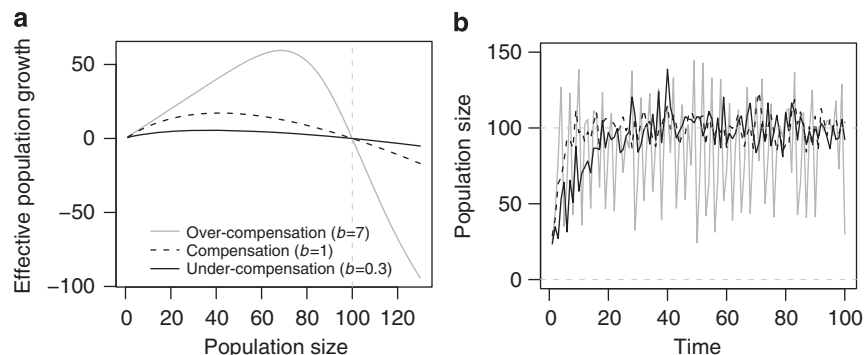 a
Effective population growth
50
0
−50
−100
Over-compensation (b=7)
Compensation (b=1)
Under-compensation (b=0.3)
0 20 40 60 80 100 120
Population size
b
Population size
150
100
50
0
0 20 40 60 80 100
Time